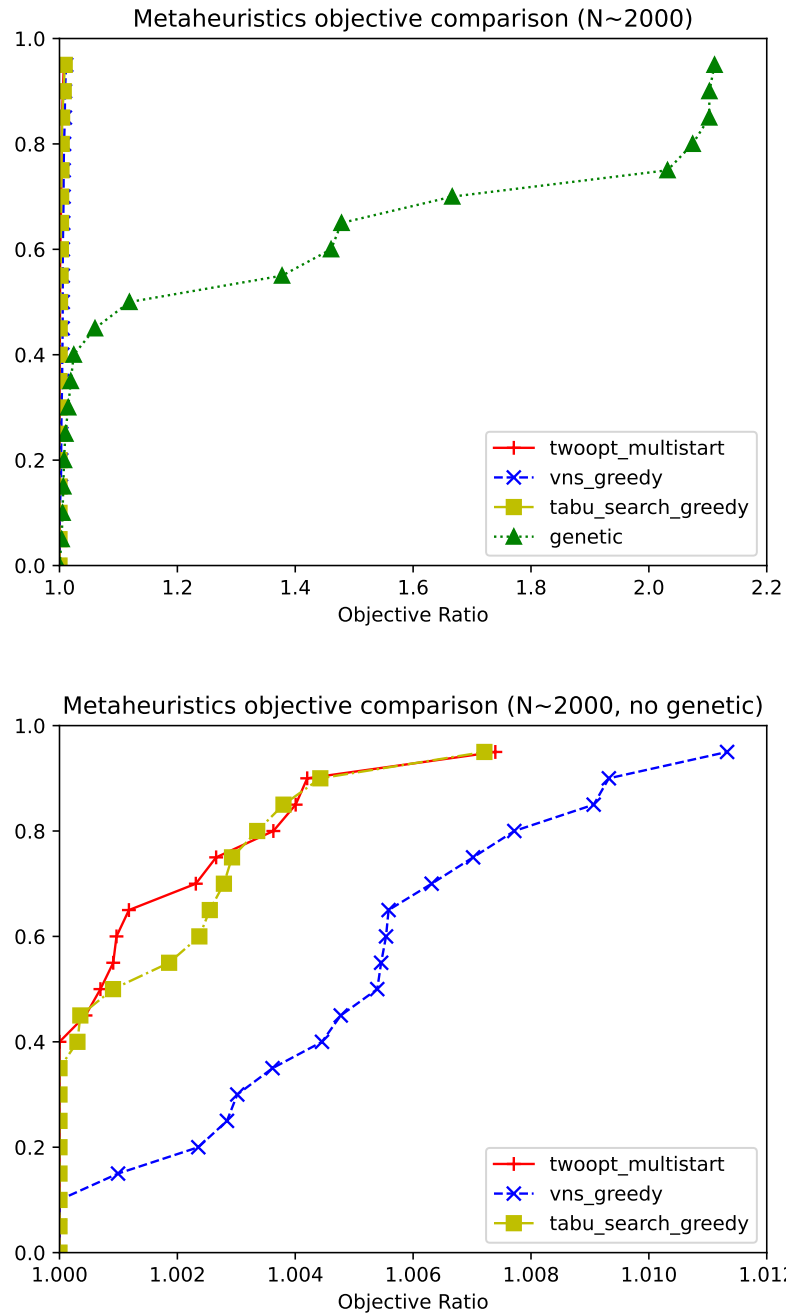 Metaheuristics objective comparison (N~2000)
1.0
0.8
0.6
0.4
0.2
0.0
twoopt_multistart
vns_greedy
tabu_search_greedy
genetic
1.0 1.2 1.4 1.6 1.8 2.0 2.2
Objective Ratio
Metaheuristics objective comparison (N~2000, no genetic)
1.0
0.8
0.6
0.4
0.2
0.0
twoopt_multistart
vns_greedy
tabu_search_greedy
1.000 1.002 1.004 1.006 1.008 1.010 1.012
Objective Ratio